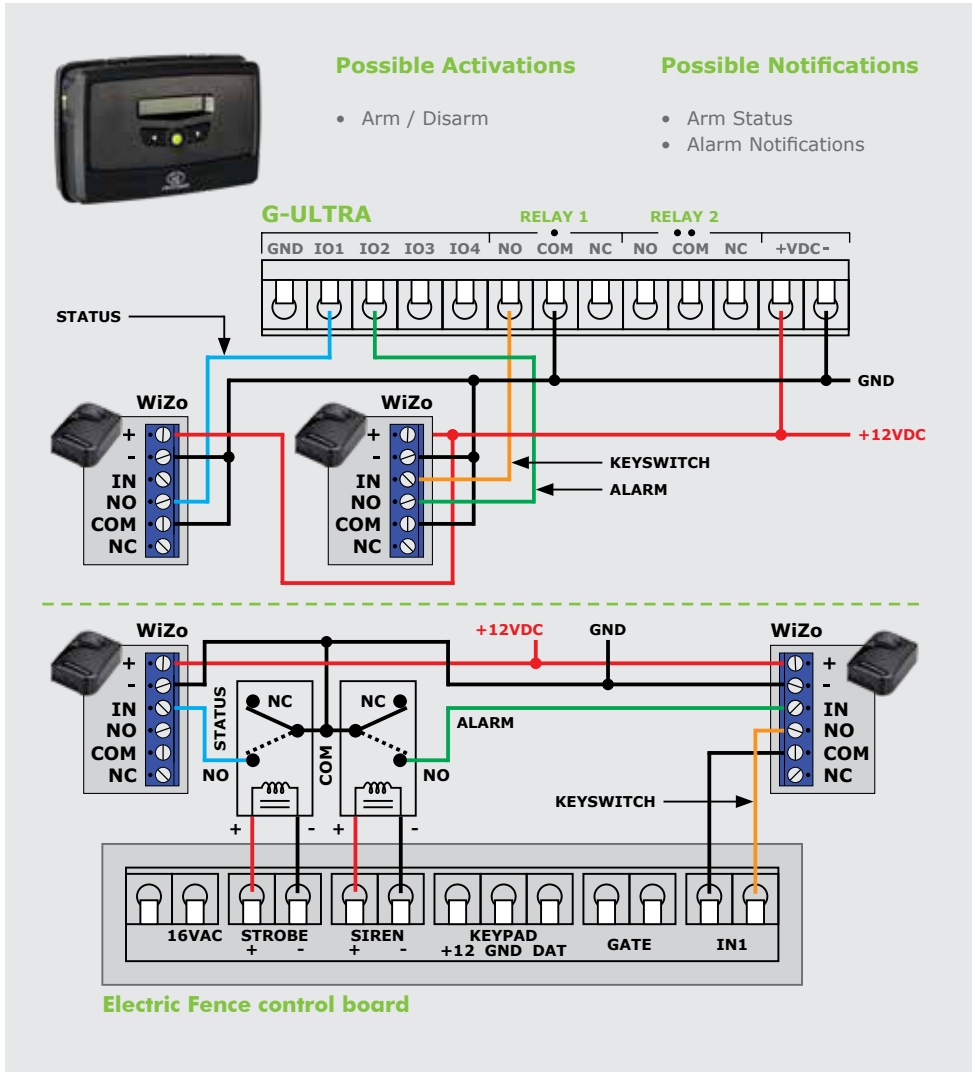 Possible Activations
• Arm / Disarm
Possible Notifications
• Arm Status
• Alarm Notifications
G-ULTRA
RELAY 1
RELAY 2
GND IO1 IO2 IO3 IO4 NO COM NC NO COM NC +VDC-
STATUS
GND
+12VDC
WiZo
+
-
IN
NO
COM
NC
WiZo
+
-
IN
NO
COM
NC
KEYSWITCH
ALARM
WiZo
+
-
IN
NO
COM
NC
+12VDC
GND
WiZo
+
-
IN
NO
COM
NC
STATUS
NC
NO
COM
NC
NO
ALARM
KEYSWITCH
+ - + -
16VAC STROBE SIREN KEYPAD GATE IN1
+ - + - +12 GND DAT
Electric Fence control board